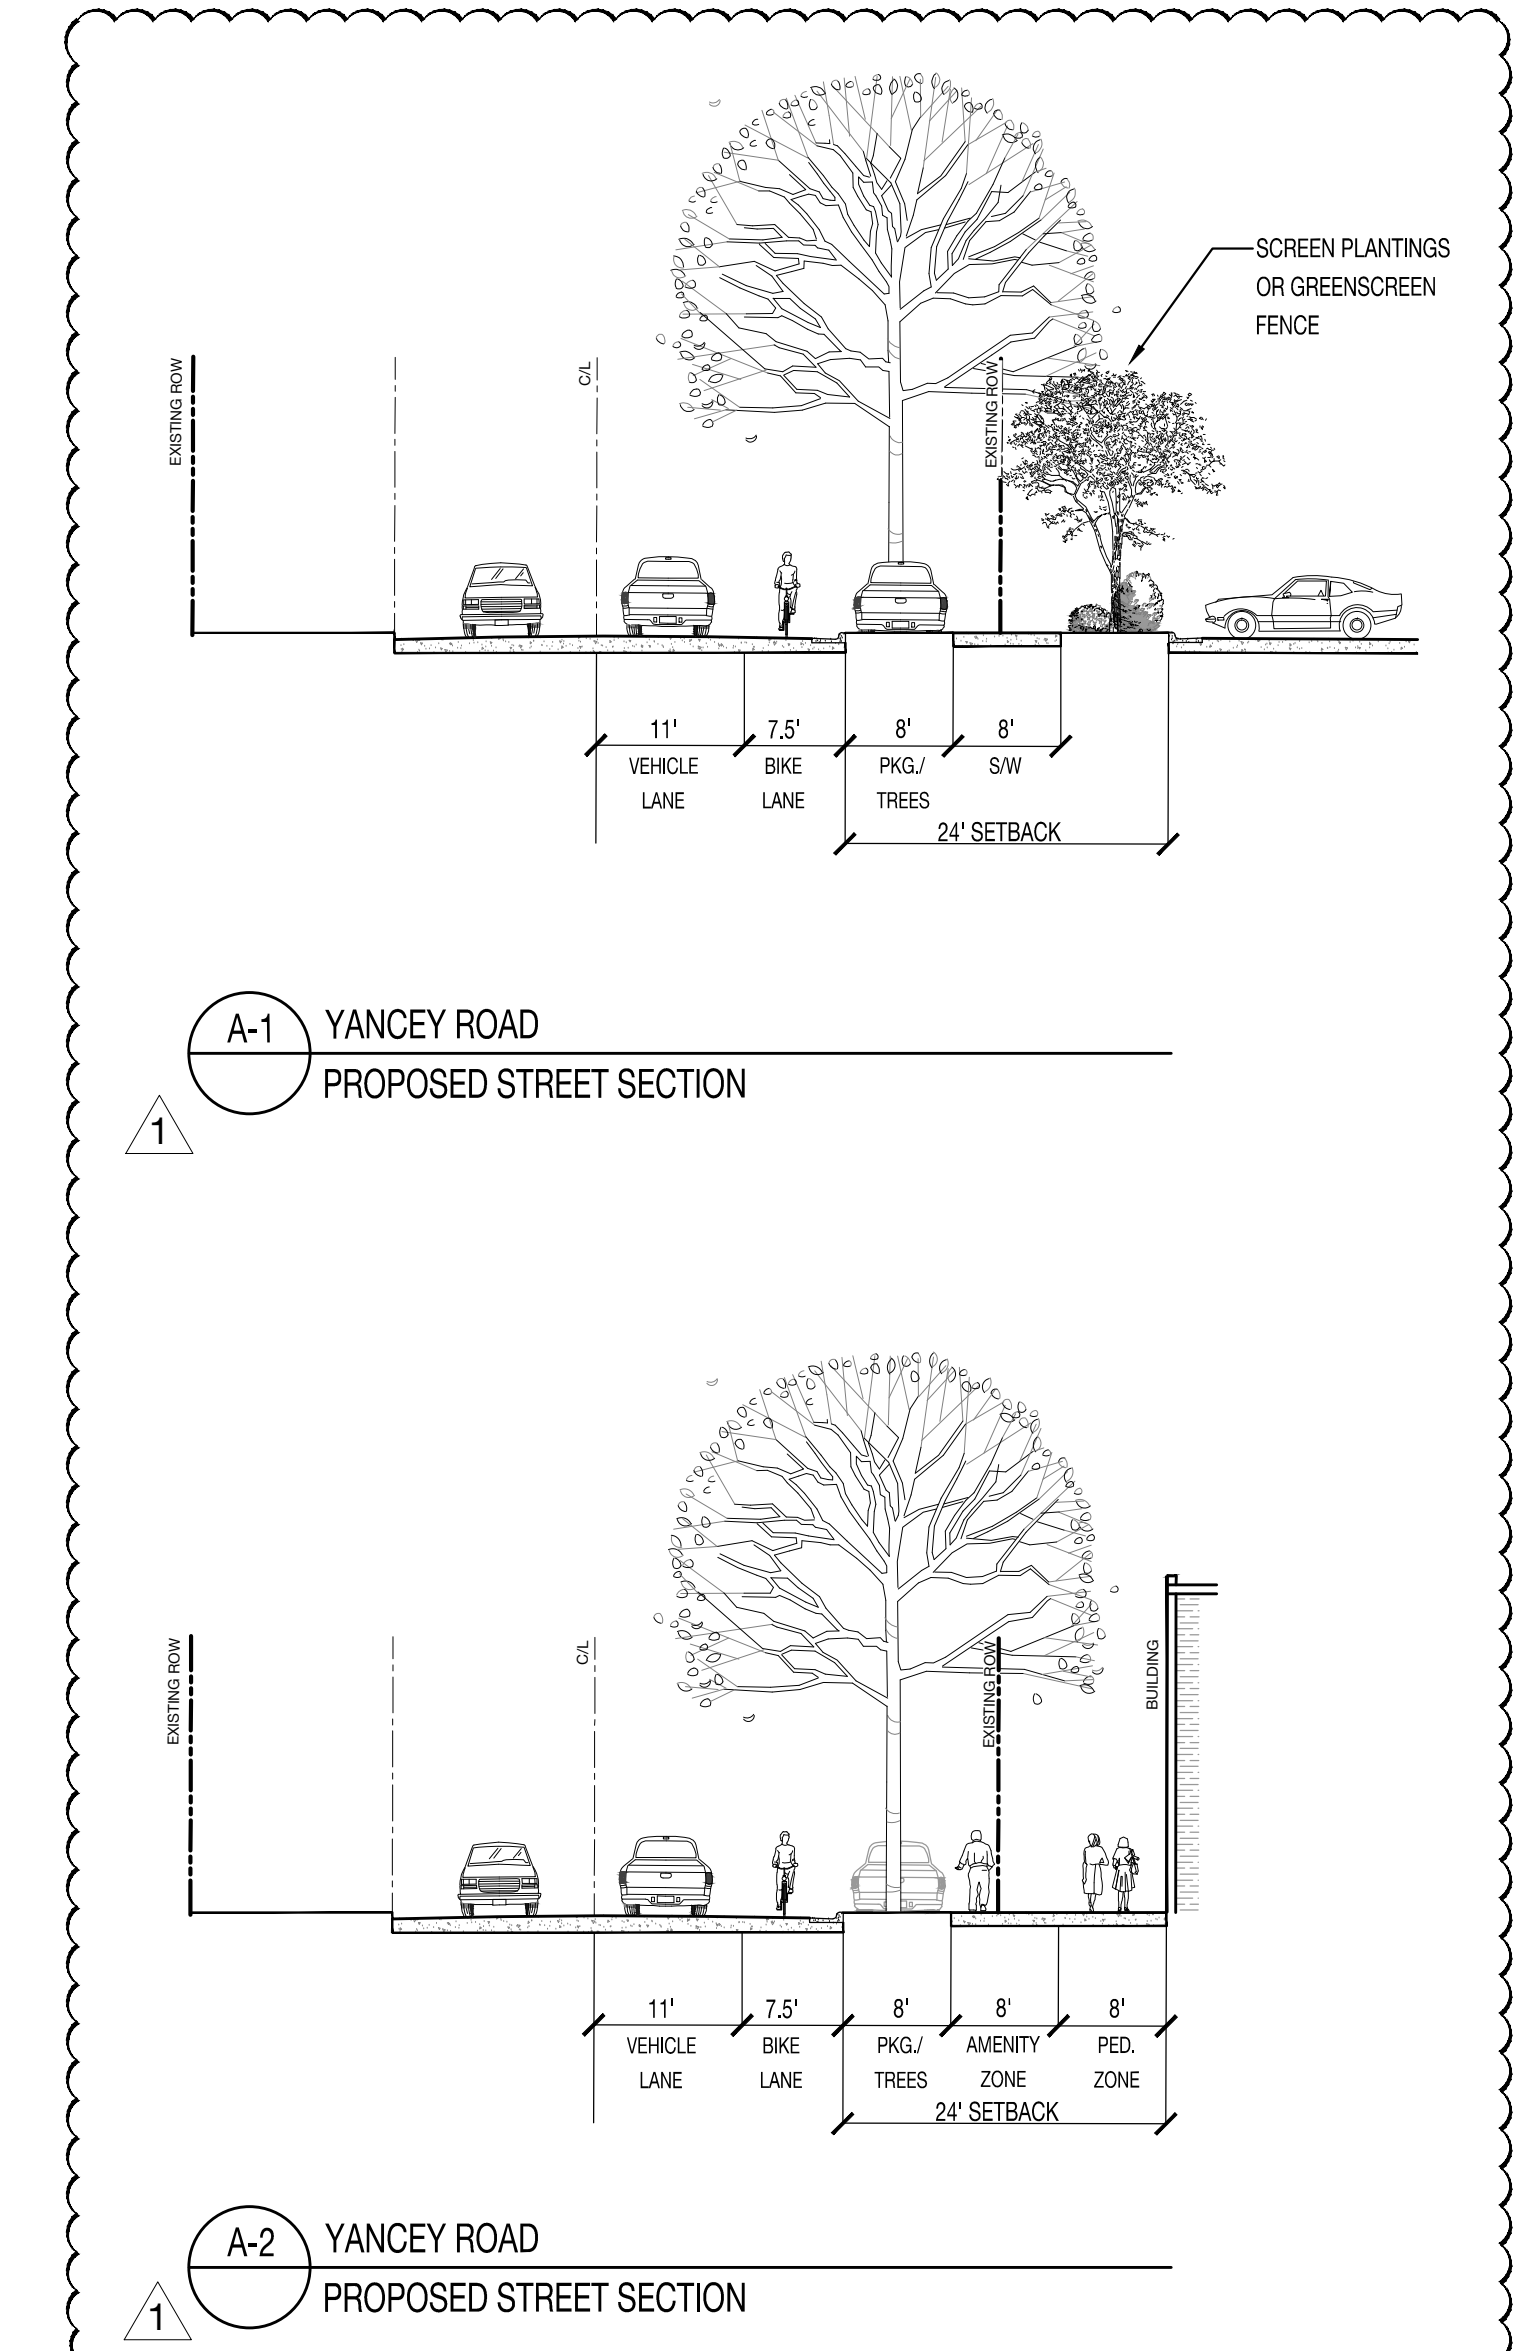 SCREEN PLANTINGS
OR GREENSCREEN
FENCE
EXISTING ROW
C/L
EXISTING ROW
11' 7.5' 8' 8'
VEHICLE BIKE PKG./ S/W
LANE LANE TREES
24' SETBACK
A-1 YANCEY ROAD
PROPOSED STREET SECTION
1
EXISTING ROW
C/L
EXISTING ROW
BUILDING
11' 7.5' 8' 8' 8'
VEHICLE BIKE PKG./ AMENITY PED.
LANE LANE TREES ZONE ZONE
24' SETBACK
A-2 YANCEY ROAD
PROPOSED STREET SECTION
1